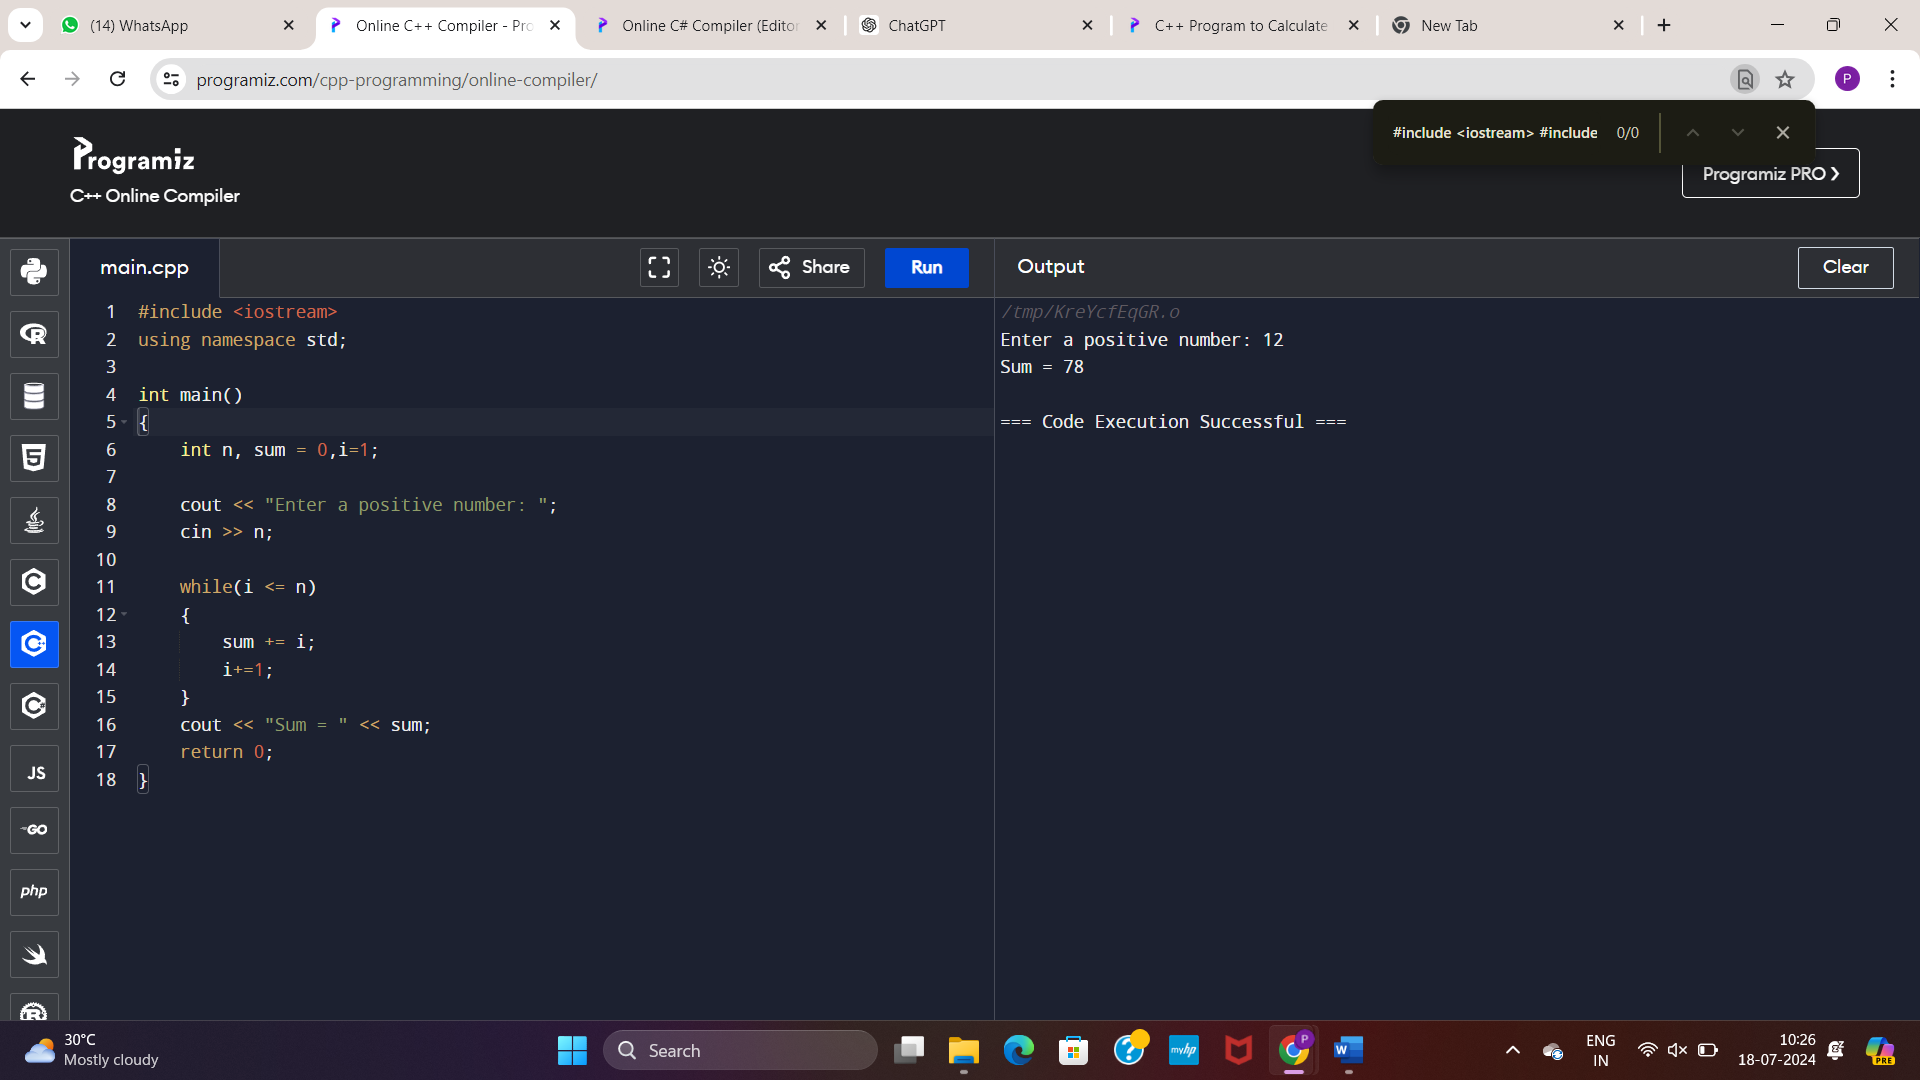 (14) WhatsApp
Online C++ Compiler - Pro
Online C# Compiler (Editor
ChatGPT
C++ Program to Calculate
New Tab
programiz.com/cpp-programming/online-compiler/
P
#include <iostream> #include 0/0
Programiz
C++ Online Compiler
Programiz PRO
main.cpp
Share
Run
Output
Clear
1 #include <iostream>
2 using namespace std;
3
4 int main()
5 {
6 int n, sum = 0,i=1;
7
8 cout << "Enter a positive number: ";
9 cin >> n;
10
11 while(i <= n)
12 {
13 sum += i;
14 i+=1;
15 }
16 cout << "Sum = " << sum;
17 return 0;
18 }
/tmp/KreYcfEqGR.o
Enter a positive number: 12
Sum = 78
=== Code Execution Successful ===
R
5
C
C
C
JS
GO
php
R
30°C
Mostly cloudy
Search
myhp
P
W
ENG
IN
10:26
18-07-2024
PRE